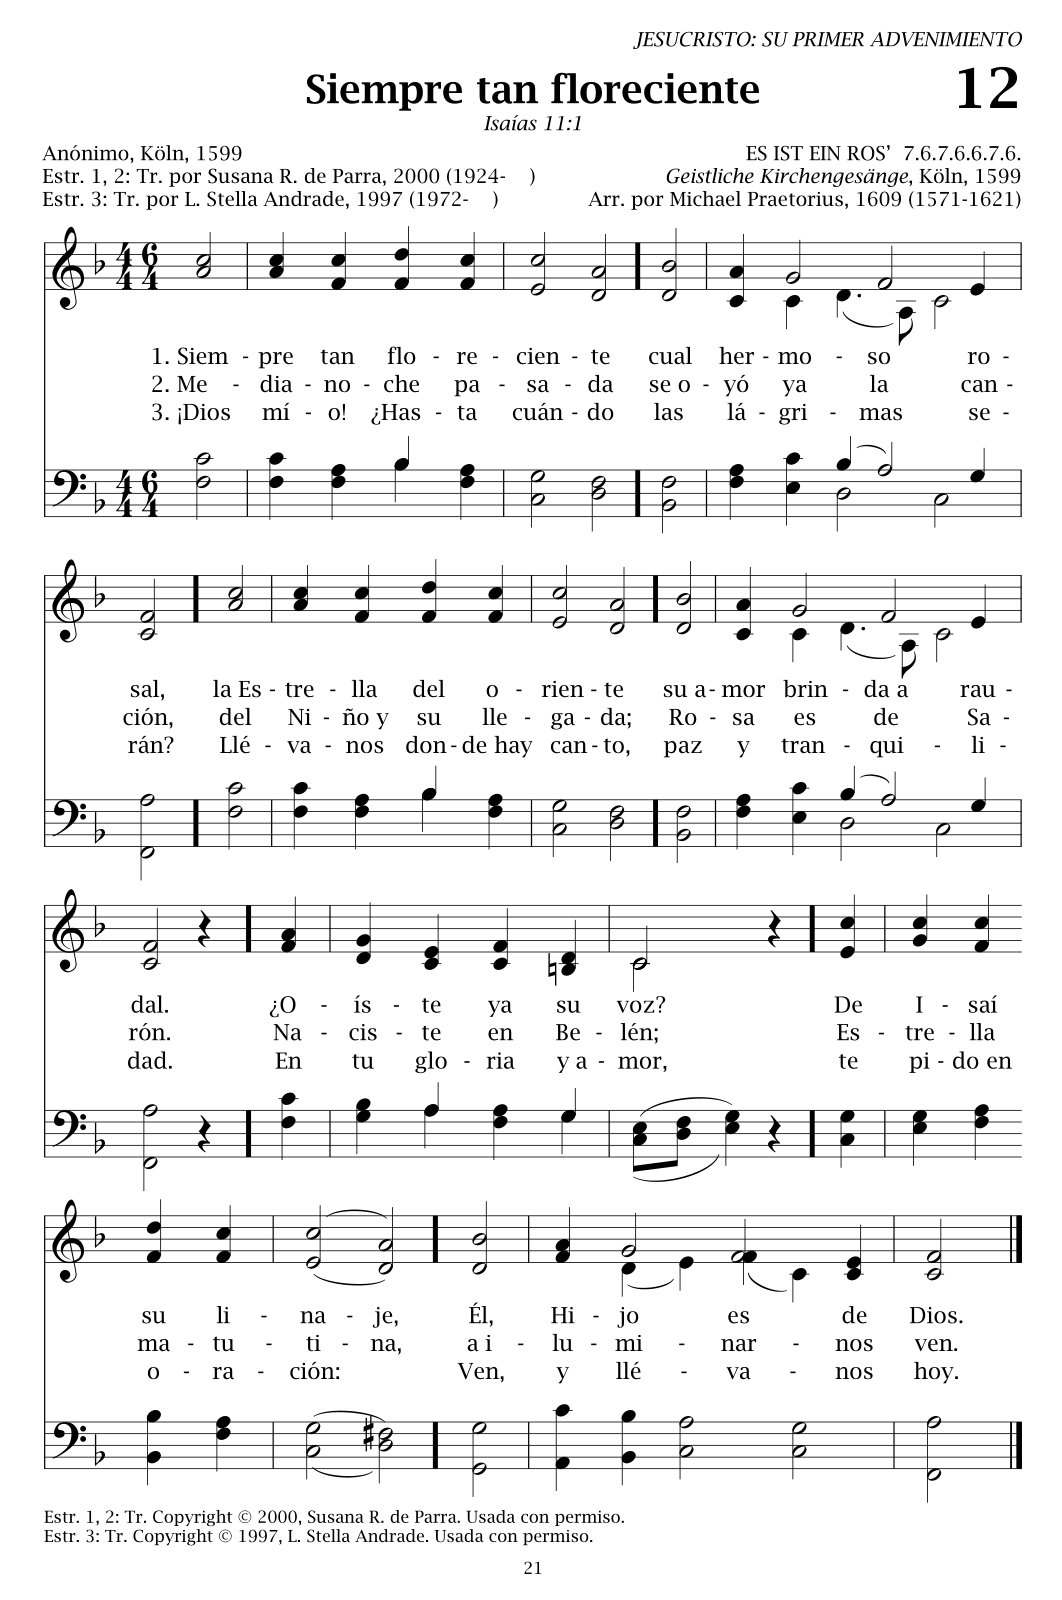 JESUCRISTO: SU PRIMER ADVENIMIENTO
Siempre tan floreciente 12
Isaías 11:1
Anónimo, Köln, 1599 ES IST EIN ROS’ 7.6.7.6.6.7.6.
Estr. 1, 2: Tr. por Susana R. de Parra, 2000 (1924- ) Geistliche Kirchengesänge, Köln, 1599
Estr. 3: Tr. por L. Stella Andrade, 1997 (1972- ) Arr. por Michael Praetorius, 1609 (1571-1621)
4 6
4 4
1. Siem - pre tan flo - re - cien - te cual her - mo - so ro -
2. Me - dia - no - che pa - sa - da se o - yó ya la can -
3. ¡Dios mí - o! ¿Has - ta cuán - do las lá - gri - mas se -
4 6
4 4
sal, la Es - tre - lla del o - rien - te su a - mor brin - da a rau -
ción, del Ni - ño y su lle - ga - da; Ro - sa es de Sa -
rán? Llé - va - nos don - de hay can - to, paz y tran - qui - li -
dal. ¿O - ís - te ya su voz? De I - saí
rón. Na - cis - te en Be - lén; Es - tre - lla
dad. En tu glo - ria y a - mor, te pi - do en
su li - na - je, Él, Hi - jo es de Dios.
ma - tu - ti - na, a i - lu - mi - nar - nos ven.
o - ra - ción: Ven, y llé - va - nos hoy.
Estr. 1, 2: Tr. Copyright © 2000, Susana R. de Parra. Usada con permiso.
Estr. 3: Tr. Copyright © 1997, L. Stella Andrade. Usada con permiso.
21